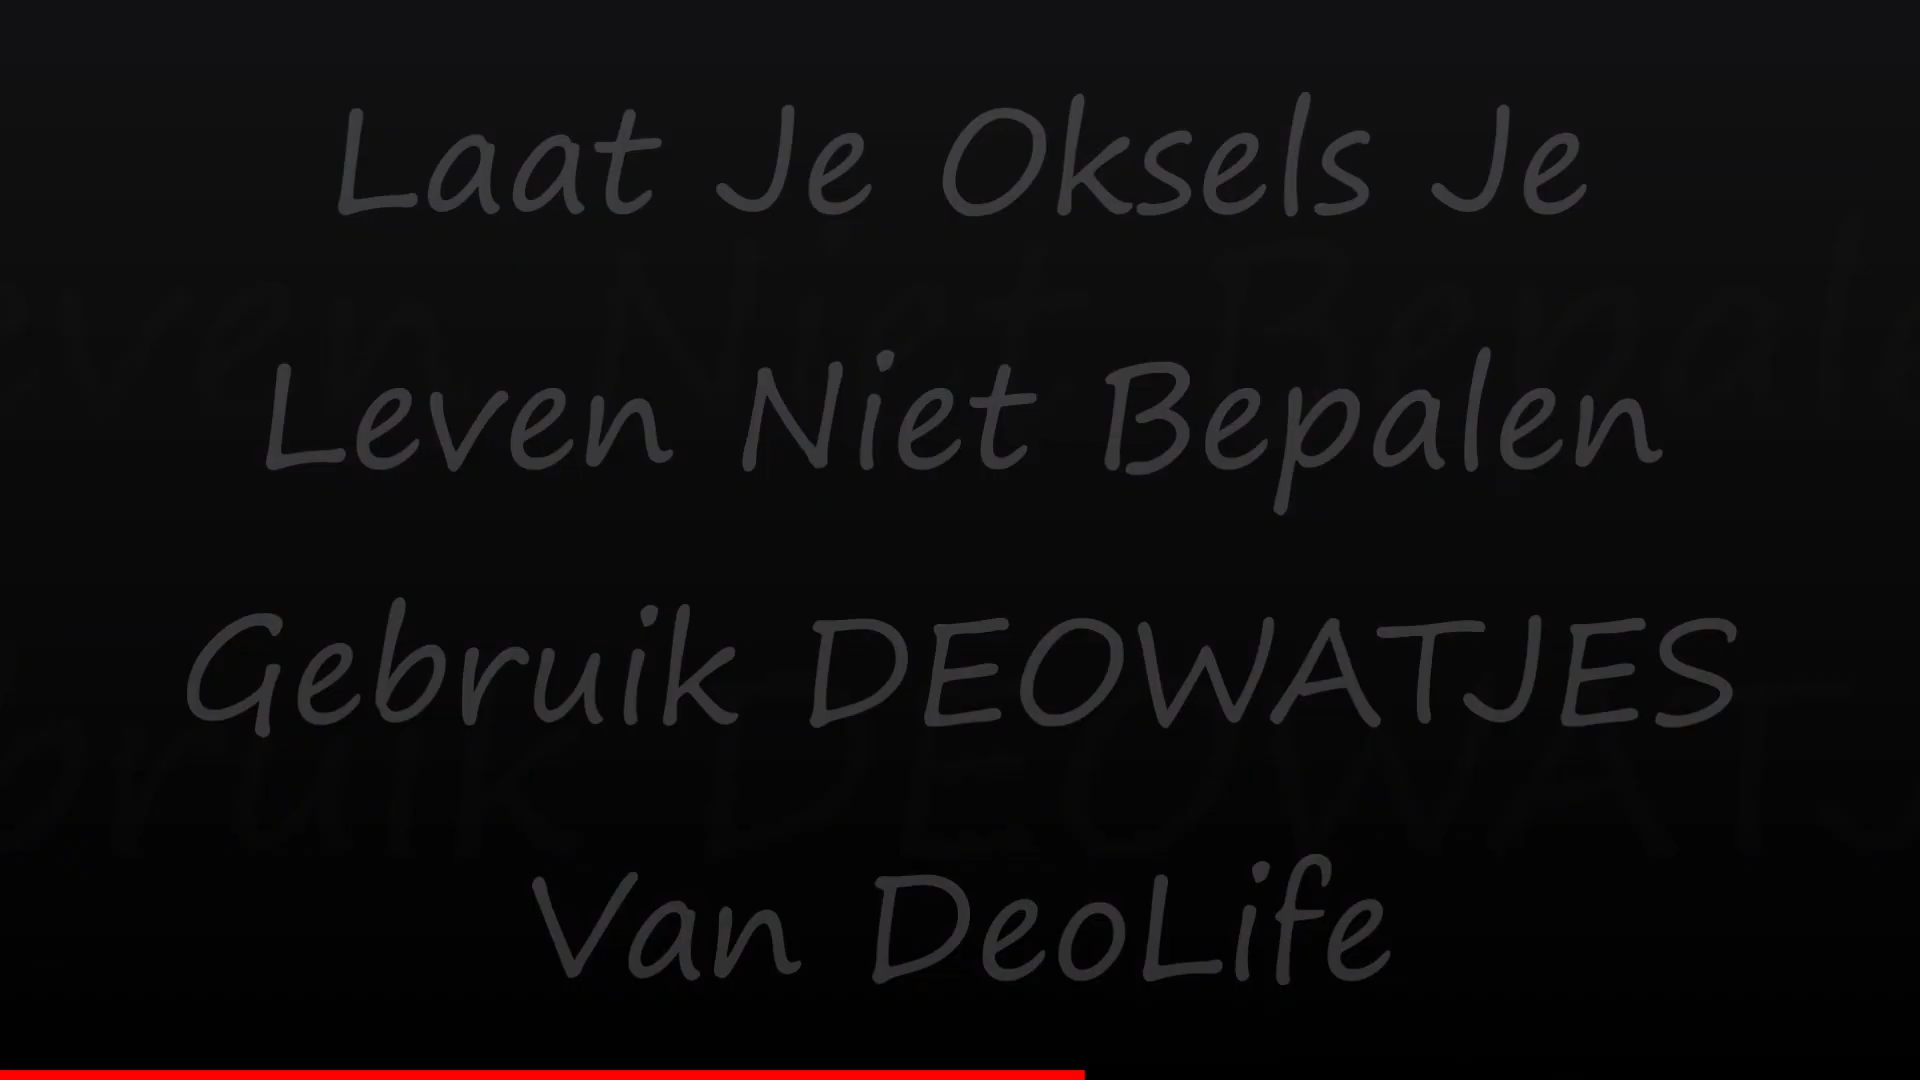 Laat Je Oksels Je
Leven Niet Bepalen
Gebruik DEOWATJES
Van DeoLife